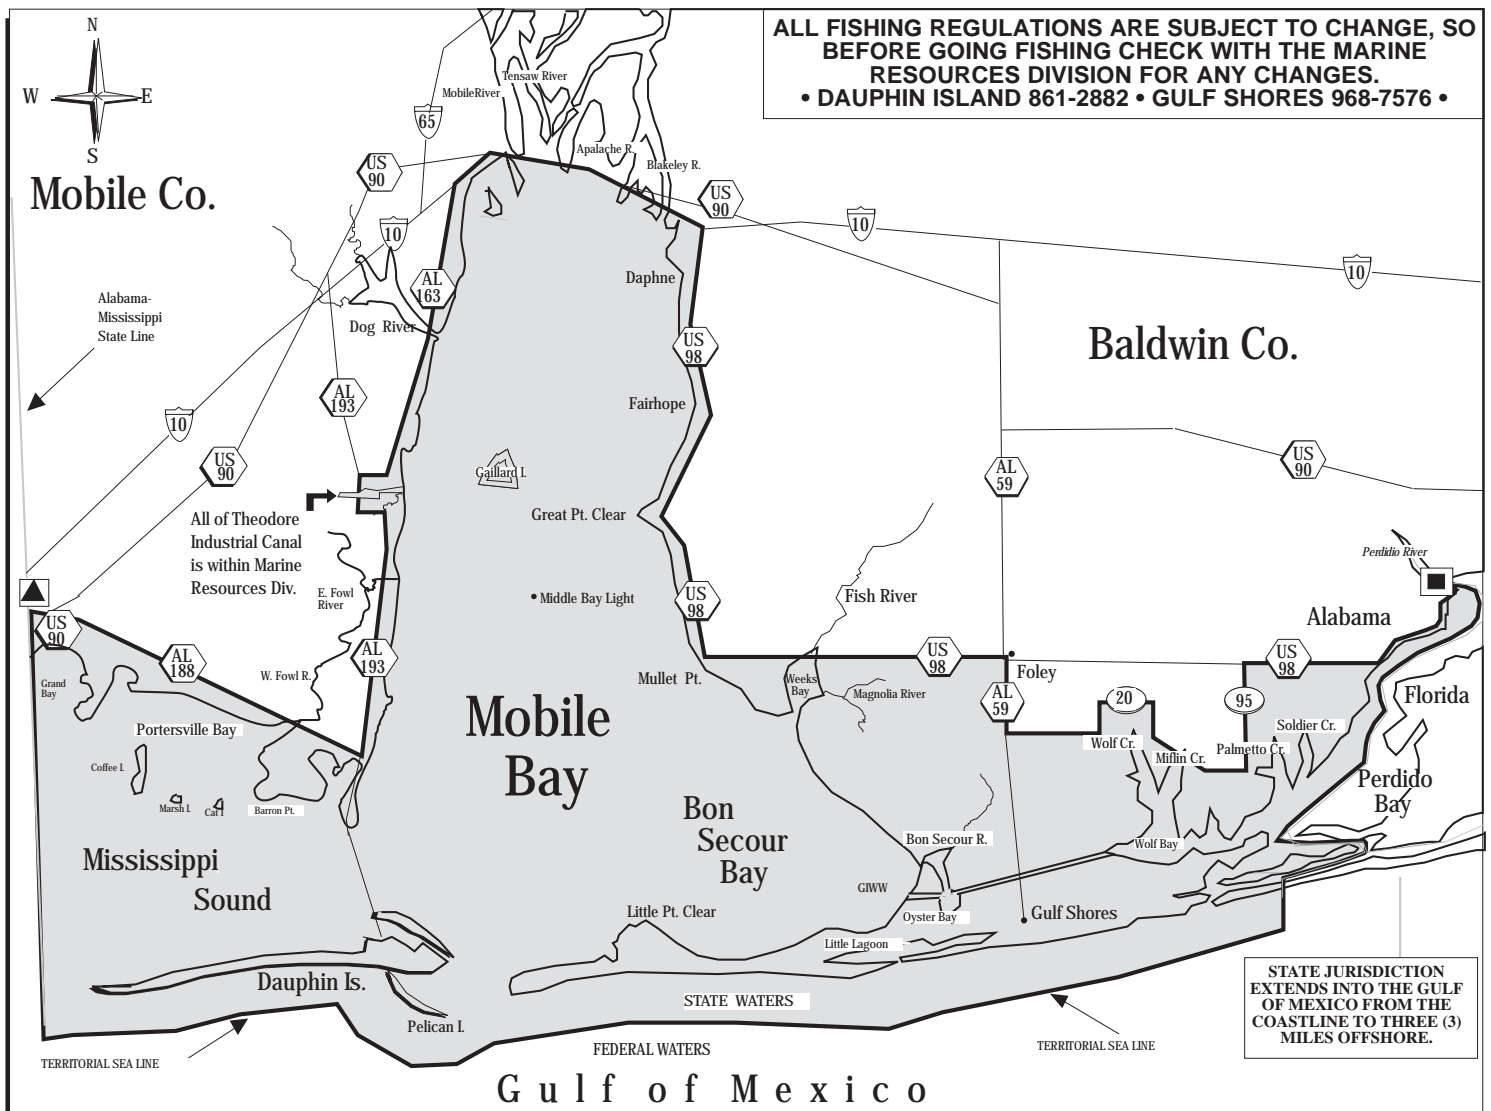 N
W
E
S
ALL FISHING REGULATIONS ARE SUBJECT TO CHANGE, SO
BEFORE GOING FISHING CHECK WITH THE MARINE
RESOURCES DIVISION FOR ANY CHANGES.
• DAUPHIN ISLAND 861-2882 • GULF SHORES 968-7576 •
Tensaw River
MobileRiver
65
Apalache R.
Blakeley R.
US
90
US
90
Mobile Co.
10
10
10
Daphne
AL
163
Alabama-
Mississippi
State Line
Dog River
US
98
Baldwin Co.
AL
193
Fairhope
10
US
90
US
90
Gaillard I.
AL
59
Great Pt. Clear
All of Theodore
Industrial Canal
is within Marine
Resources Div.
Perdidio River
E. Fowl
River
Middle Bay Light
US
98
Fish River
Alabama
US
90
AL
188
AL
193
US
98
US
98
Foley
W. Fowl R.
Grand
Bay
Mullet Pt.
Weeks
Bay
Magnolia River
AL
59
20
95
Florida
Portersville Bay
Mobile
Bay
Wolf Cr.
Miflin Cr.
Palmetto Cr.
Soldier Cr.
Coffee I.
Marsh I.
Cat I
Barron Pt.
Perdido
Bay
Bon
Secour
Bay
Bon Secour R.
Wolf Bay
Mississippi
Sound
GIWW
Oyster Bay
Gulf Shores
Little Pt. Clear
Little Lagoon
Dauphin Is.
STATE WATERS
Pelican I.
STATE JURISDICTION
EXTENDS INTO THE GULF
OF MEXICO FROM THE
COASTLINE TO THREE (3)
MILES OFFSHORE.
TERRITORIAL SEA LINE
FEDERAL WATERS
TERRITORIAL SEA LINE
Gulf of Mexico